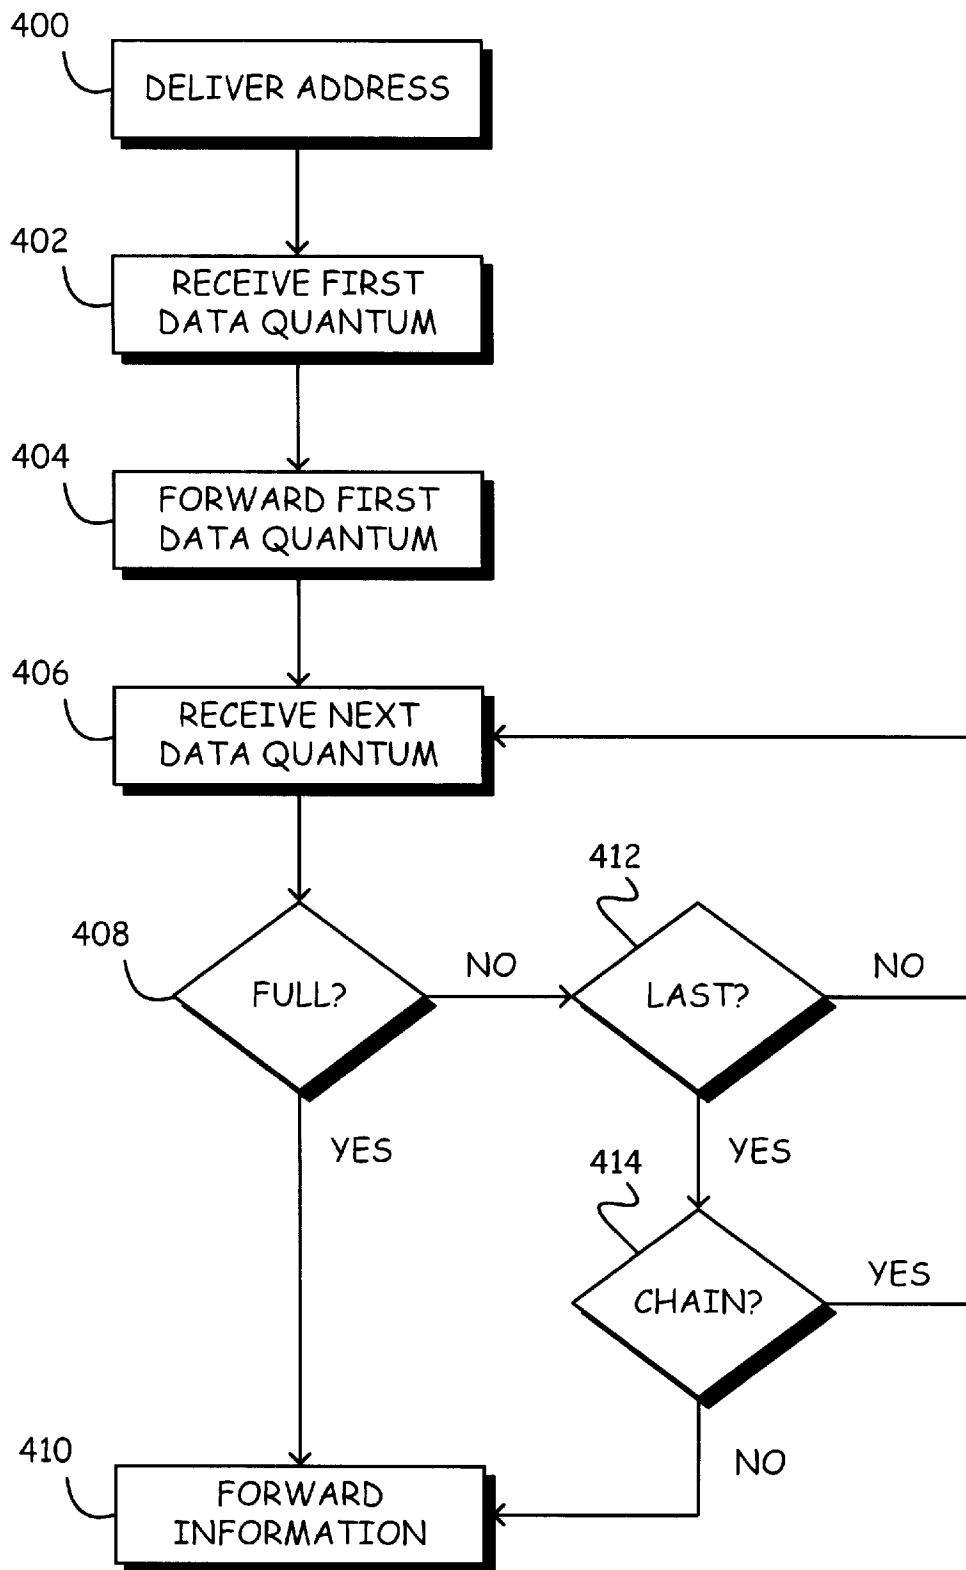 400
DELIVER ADDRESS
402
RECEIVE FIRST
DATA QUANTUM
404
FORWARD FIRST
DATA QUANTUM
406
RECEIVE NEXT
DATA QUANTUM
408
FULL?
NO
412
LAST?
NO
YES
YES
414
CHAIN?
YES
NO
410
FORWARD
INFORMATION